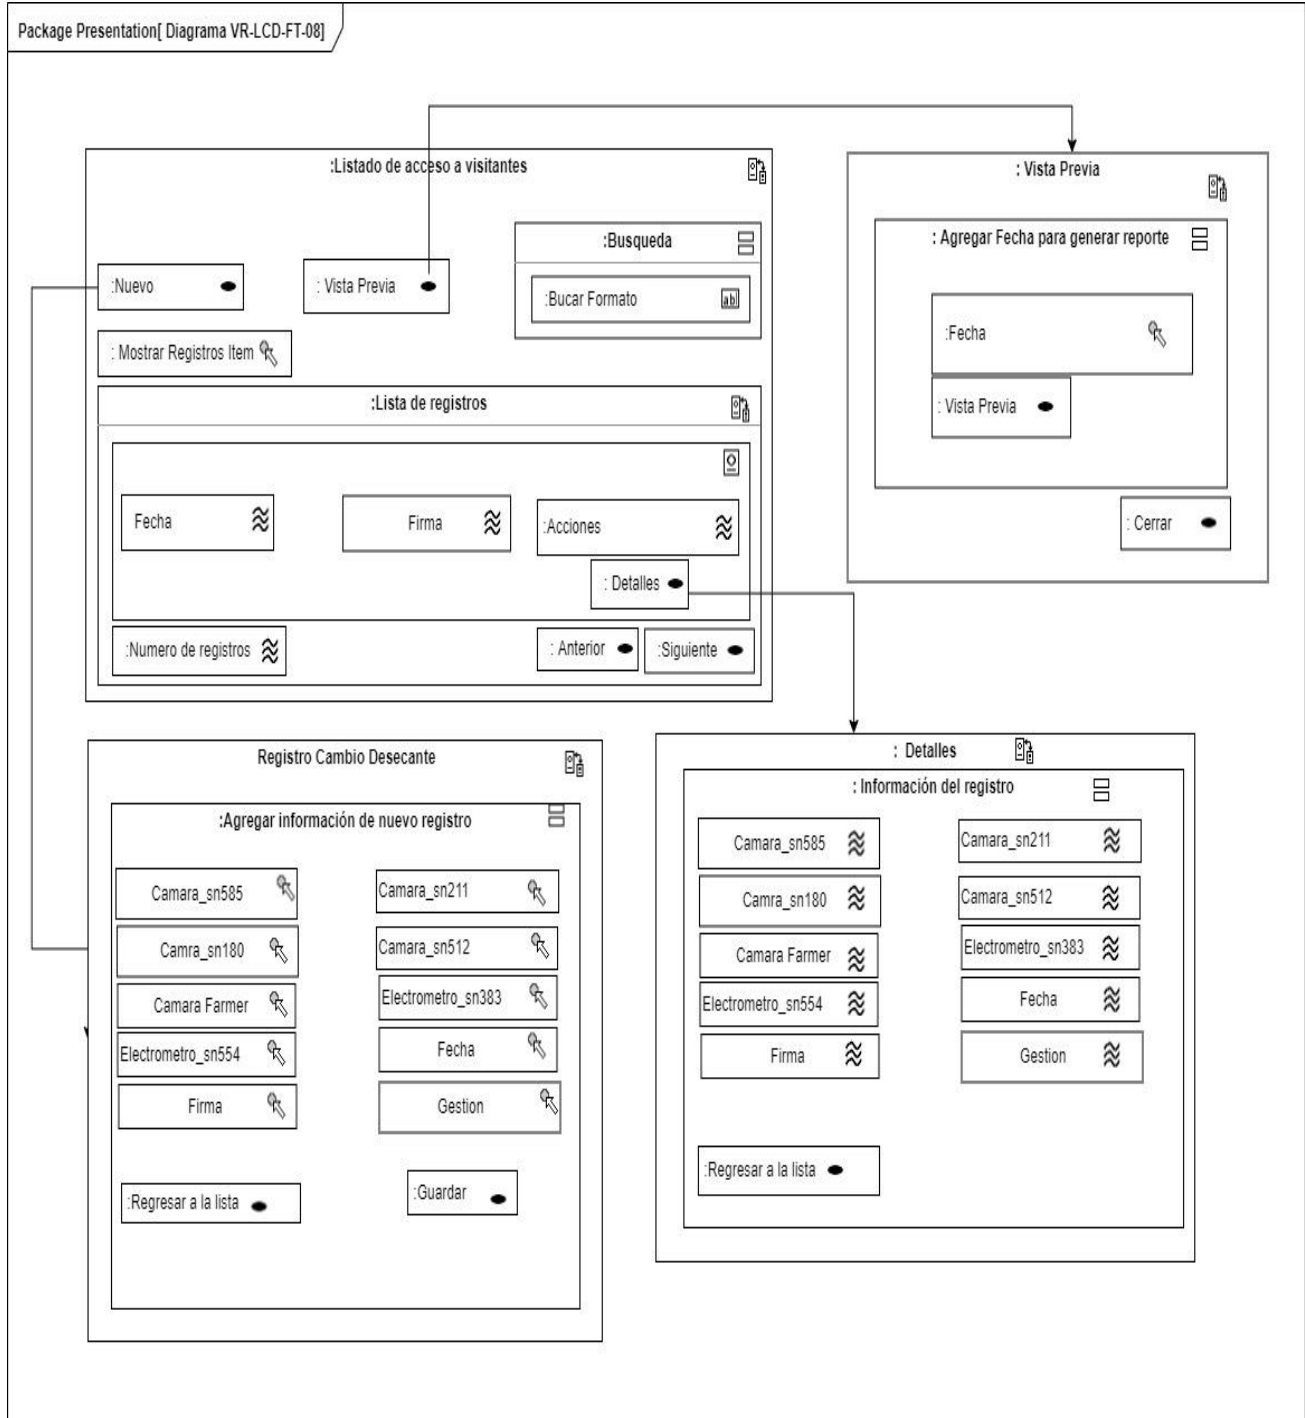 Package Presentation[ Diagrama VR-LCD-FT-08]
:Listado de acceso a visitantes
:Nuevo
: Vista Previa
:Busqueda
:Bucar Formato
ab
: Mostrar Registros Item
:Lista de registros
Fecha
Firma
:Acciones
: Detalles
:Numero de registros
: Anterior
:Siguiente
: Vista Previa
: Agregar Fecha para generar reporte
:Fecha
: Vista Previa
: Cerrar
Registro Cambio Desecante
:Agregar información de nuevo registro
Camara_sn585
Camara_sn211
Camra_sn180
Camara_sn512
Camara Farmer
Electrometro_sn383
Electrometro_sn554
Fecha
Firma
Gestion
:Regresar a la lista
:Guardar
: Detalles
: Información del registro
Camara_sn585
Camara_sn211
Camra_sn180
Camara_sn512
Camara Farmer
Electrometro_sn383
Electrometro_sn554
Fecha
Firma
Gestion
:Regresar a la lista